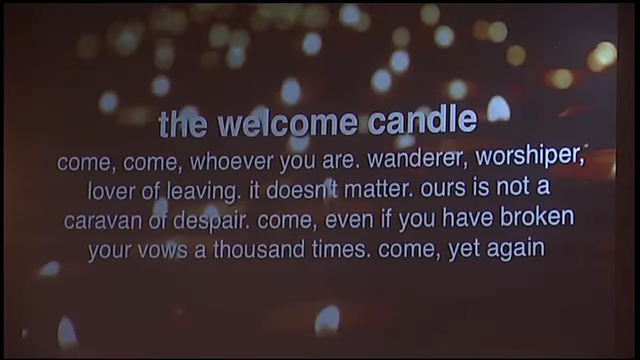 the welcome candle
come, come, whoever you are. wanderer, worshiper,
lover of leaving. it doesn't matter. ours is not a
caravan of despair. come, even if you have broken
your vows a thousand times. come, yet again